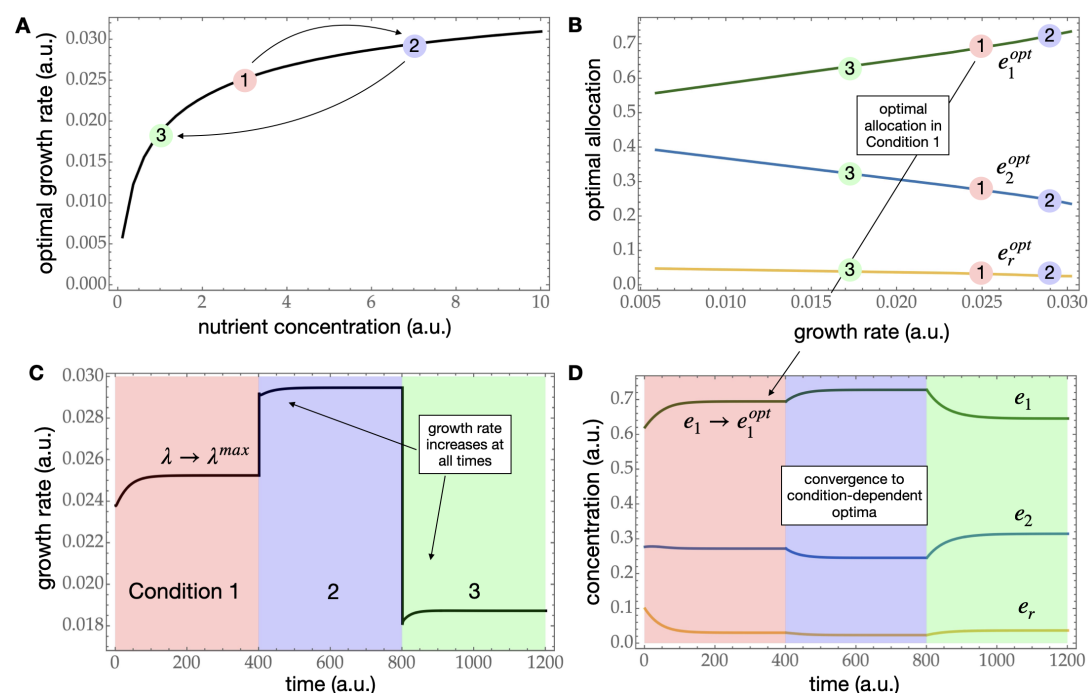 A
optimal growth rate (a.u.)
0.030
0.025
0.020
0.015
0.010
0.005
0.000
1
2
3
0 2 4 6 8 10
nutrient concentration (a.u.)
B
optimal allocation
0.7
0.6
0.5
0.4
0.3
0.2
0.1
0.0
3 1 2
e_1^{opt}
optimal
allocation in
Condition 1
3 1 2
e_2^{opt}
3 1 2
e_r^{opt}
0.005 0.010 0.015 0.020 0.025 0.030
growth rate (a.u.)
C
growth rate (a.u.)
0.030
0.028
0.026
0.024
0.022
0.020
0.018
λ → λ^{max}
growth rate
increases at
all times
Condition 1 2 3
0 200 400 600 800 1000 1200
time (a.u.)
D
concentration (a.u.)
0.7
0.6
0.5
0.4
0.3
0.2
0.1
0.0
e_1 → e_1^{opt}
e_1
convergence to
condition-dependent
optima
e_2
e_r
0 200 400 600 800 1000 1200
time (a.u.)